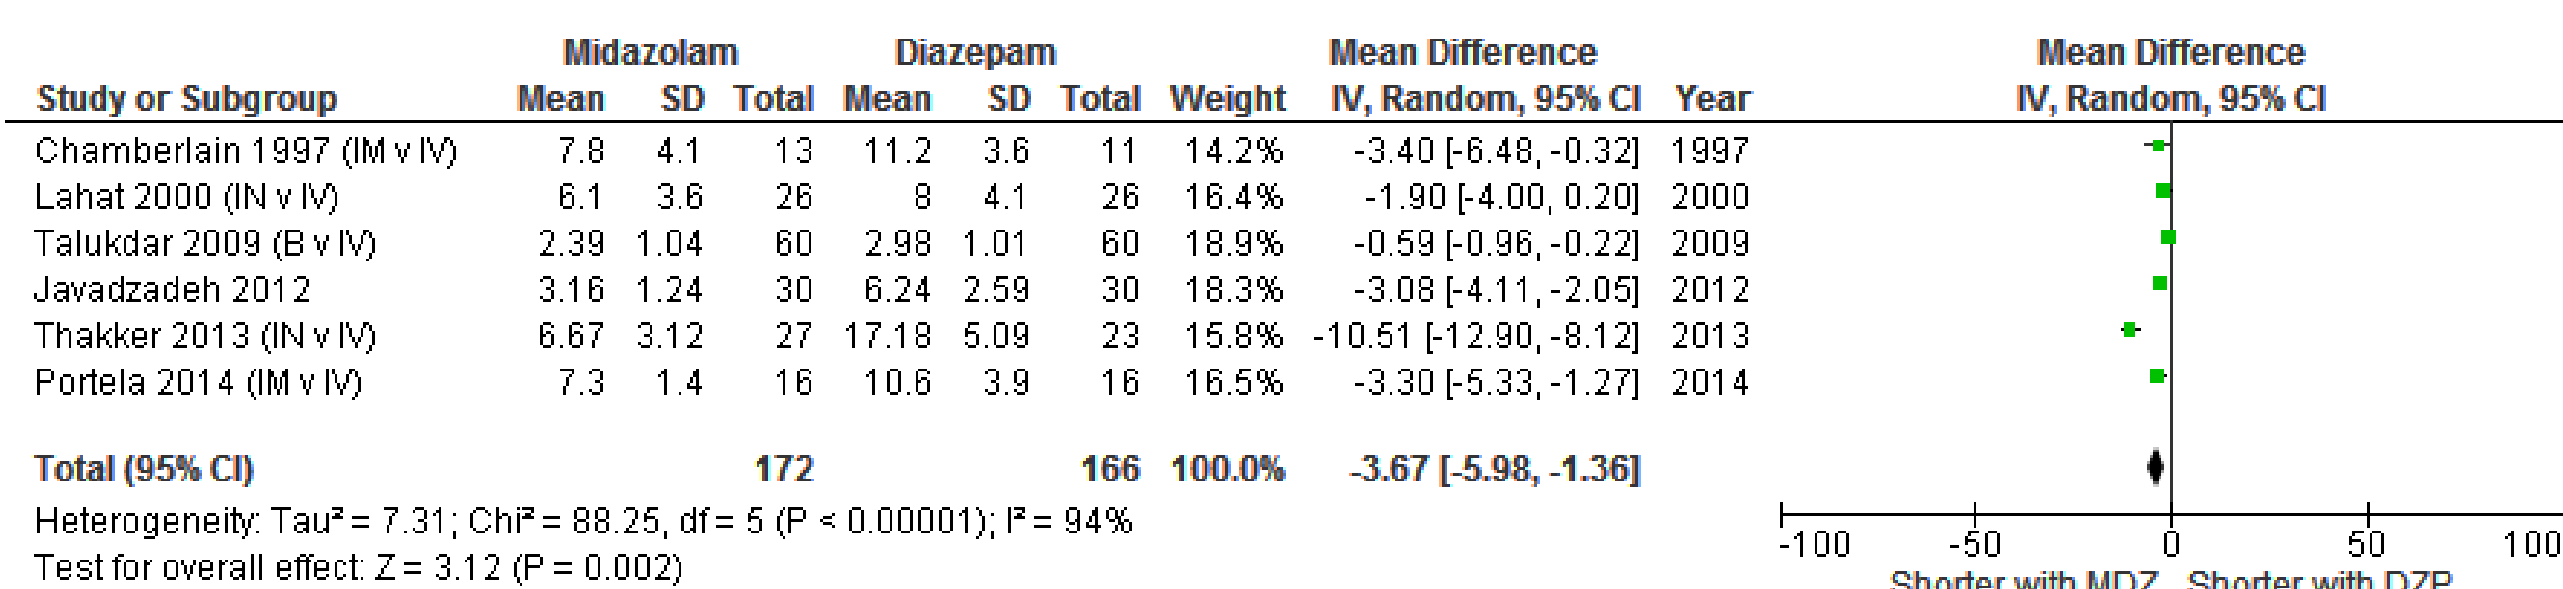 Midazolam Diazepam Mean Difference Mean Difference
Study or Subgroup Mean SD Total Mean SD Total Weight IV, Random, 95% CI Year IV, Random, 95% CI
Chamberlain 1997 (IM v IV) 7.8 4.1 13 11.2 3.6 11 14.2% -3.40 [-6.48, -0.32] 1997
Lahat 2000 (IN v IV) 6.1 3.6 26 8 4.1 26 16.4% -1.90 [-4.00, 0.20] 2000
Talukdar 2009 (B v IV) 2.39 1.04 60 2.98 1.01 60 18.9% -0.59 [-0.96, -0.22] 2009
Javadzadeh 2012 3.16 1.24 30 6.24 2.59 30 18.3% -3.08 [-4.11, -2.05] 2012
Thakker 2013 (IN v IV) 6.67 3.12 27 17.18 5.09 23 15.8% -10.51 [-12.90, -8.12] 2013
Portela 2014 (IM v IV) 7.3 1.4 16 10.6 3.9 16 16.5% -3.30 [-5.33, -1.27] 2014
Total (95% CI) 172 166 100.0% -3.67 [-5.98, -1.36]
Heterogeneity: Tau² = 7.31; Chi² = 88.25, df = 5 (P < 0.00001); I² = 94%
Test for overall effect: Z = 3.12 (P = 0.002)
-100 -50 0 50 100
Shorter with MDZ Shorter with DZP